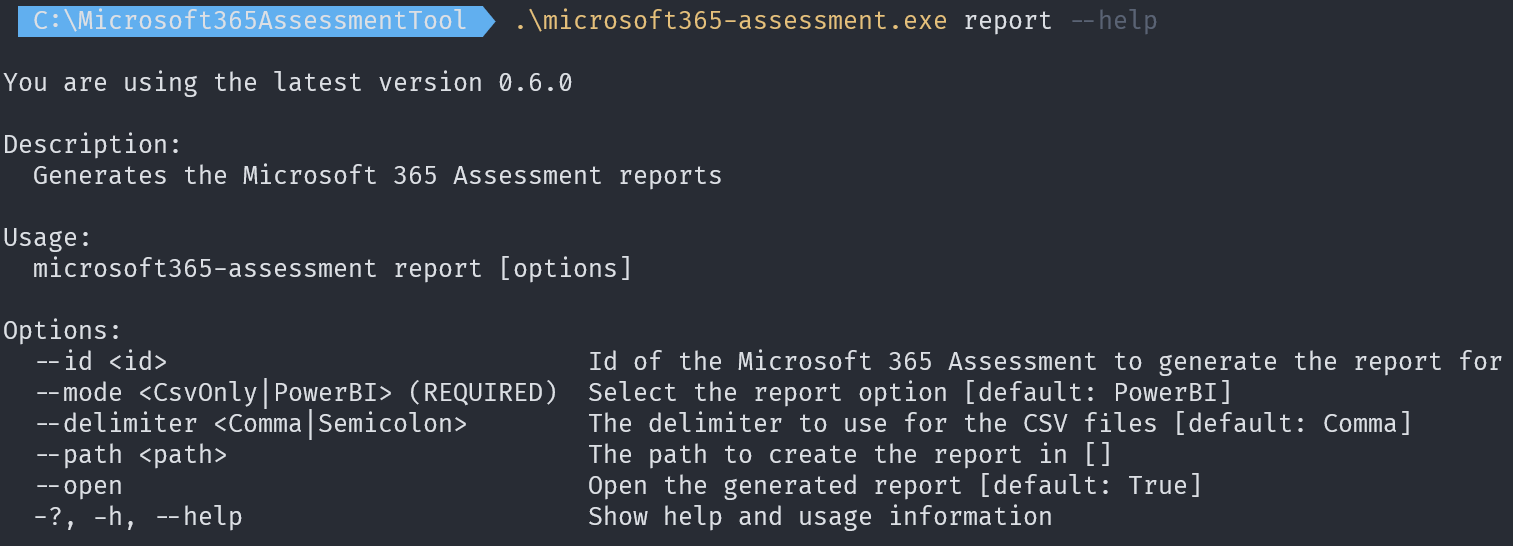 C:\Microsoft365AssessmentTool .\microsoft365-assessment.exe report --help
You are using the latest version 0.6.0
Description:
Generates the Microsoft 365 Assessment reports
Usage:
microsoft365-assessment report [options]
Options:
--id <id> Id of the Microsoft 365 Assessment to generate the report for
--mode <CsvOnly|PowerBI> (REQUIRED) Select the report option [default: PowerBI]
--delimiter <Comma|Semicolon> The delimiter to use for the CSV files [default: Comma]
--path <path> The path to create the report in []
--open Open the generated report [default: True]
-?, -h, --help Show help and usage information